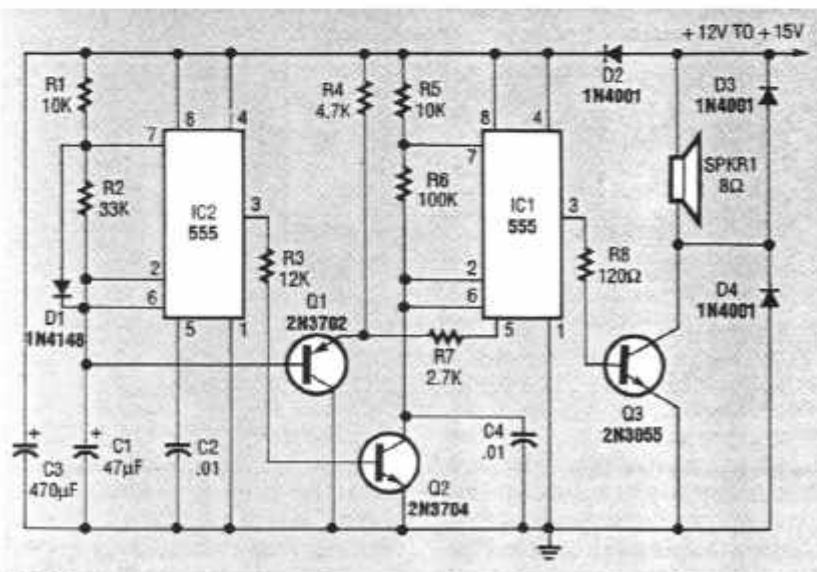 +12V TO +15V
R1
10K
8
4
R4
4.7K
R5
10K
8
4
D2
1N4001
D3
1N4001
7
7
R2
33K
IC2
555
3
R6
100K
IC1
555
3
SPKR1
8Ω
R3
12K
R8
120Ω
2
6
2
6
D1
1N4148
Q1
2N3702
D4
1N4001
5
1
5
1
R7
2.7K
Q3
2N3055
C3
470µF
C1
47µF
C2
.01
C4
.01
Q2
2N3704
+
+